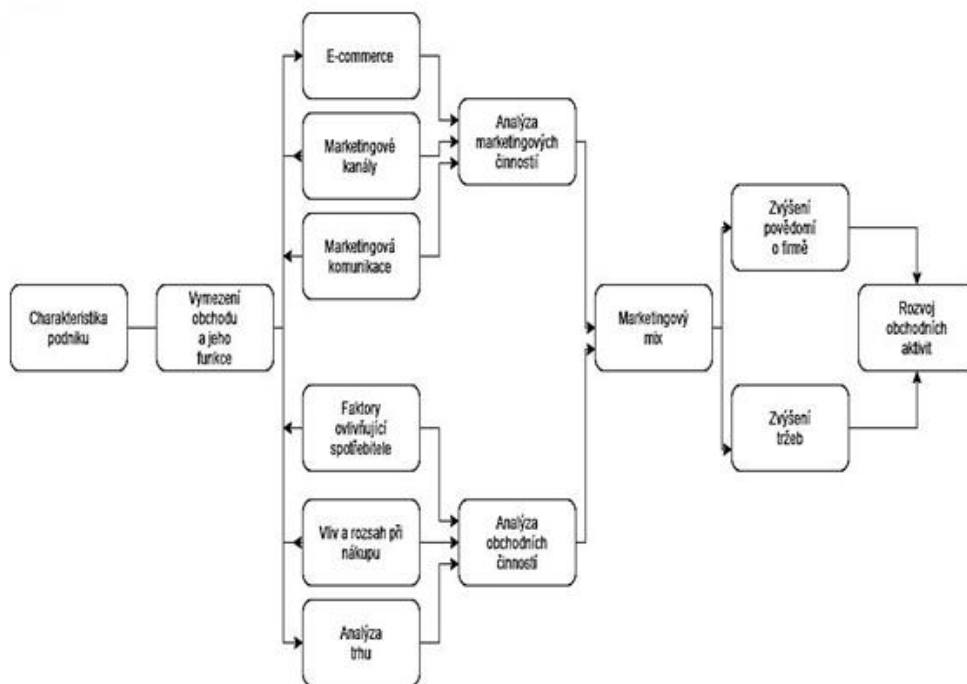 E-commerce
Marketingové
kanály
Marketingová
komunikace
Analýza
marketingových
činností
Charakteristika
podniku
Vymezení
obchodu
a jeho
funkce
Faktory
ovlivňující
spotřebitele
Vliv a rozsah při
nákupu
Analýza
trhu
Analýza
obchodních
činností
Marketingový
mix
Zvýšení
povědomí
o firmě
Zvýšení
tržeb
Rozvoj
obchodních
aktivit